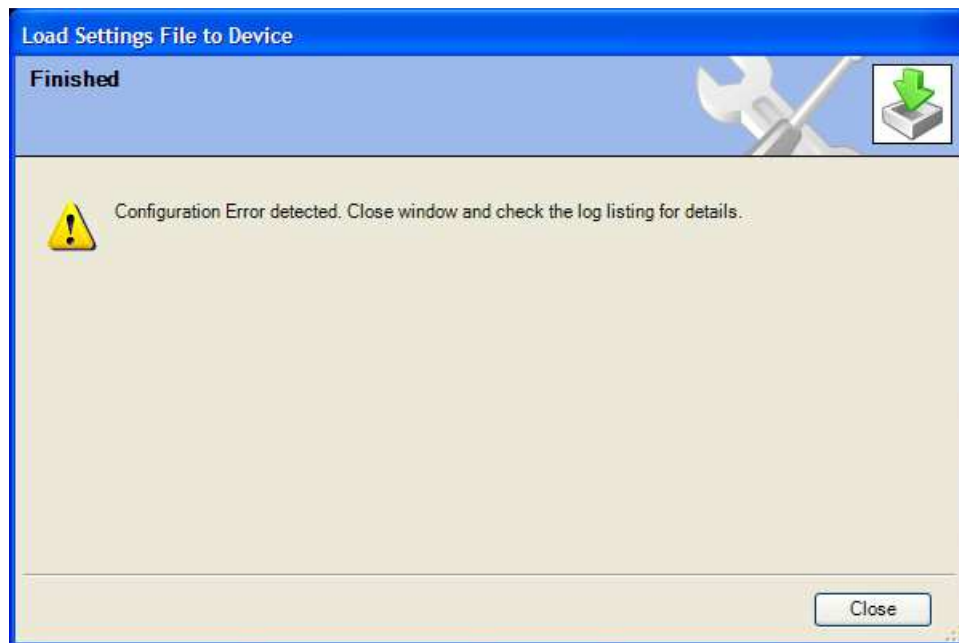 Load Settings File to Device
Finished
Configuration Error detected. Close window and check the log listing for details.
Close